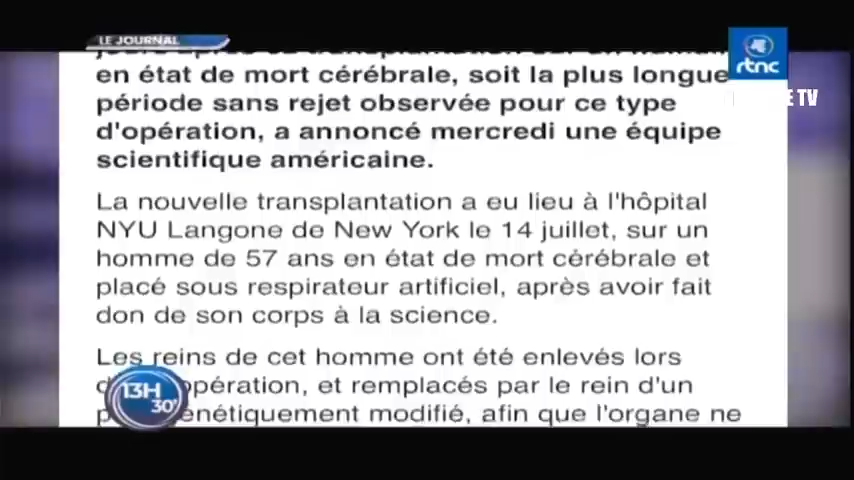 LE JOURNAL
rtnc
E TV
en état de mort cérébrale, soit la plus longue
période sans rejet observée pour ce type
d'opération, a annoncé mercredi une équipe
scientifique américaine.
La nouvelle transplantation a eu lieu à l'hôpital
NYU Langone de New York le 14 juillet, sur un
homme de 57 ans en état de mort cérébrale et
placé sous respirateur artificiel, après avoir fait
don de son corps à la science.
Les reins de cet homme ont été enlevés lors
opération, et remplacés par le rein d'un
génétiquement modifié, afin que l'organe ne
13H
30'